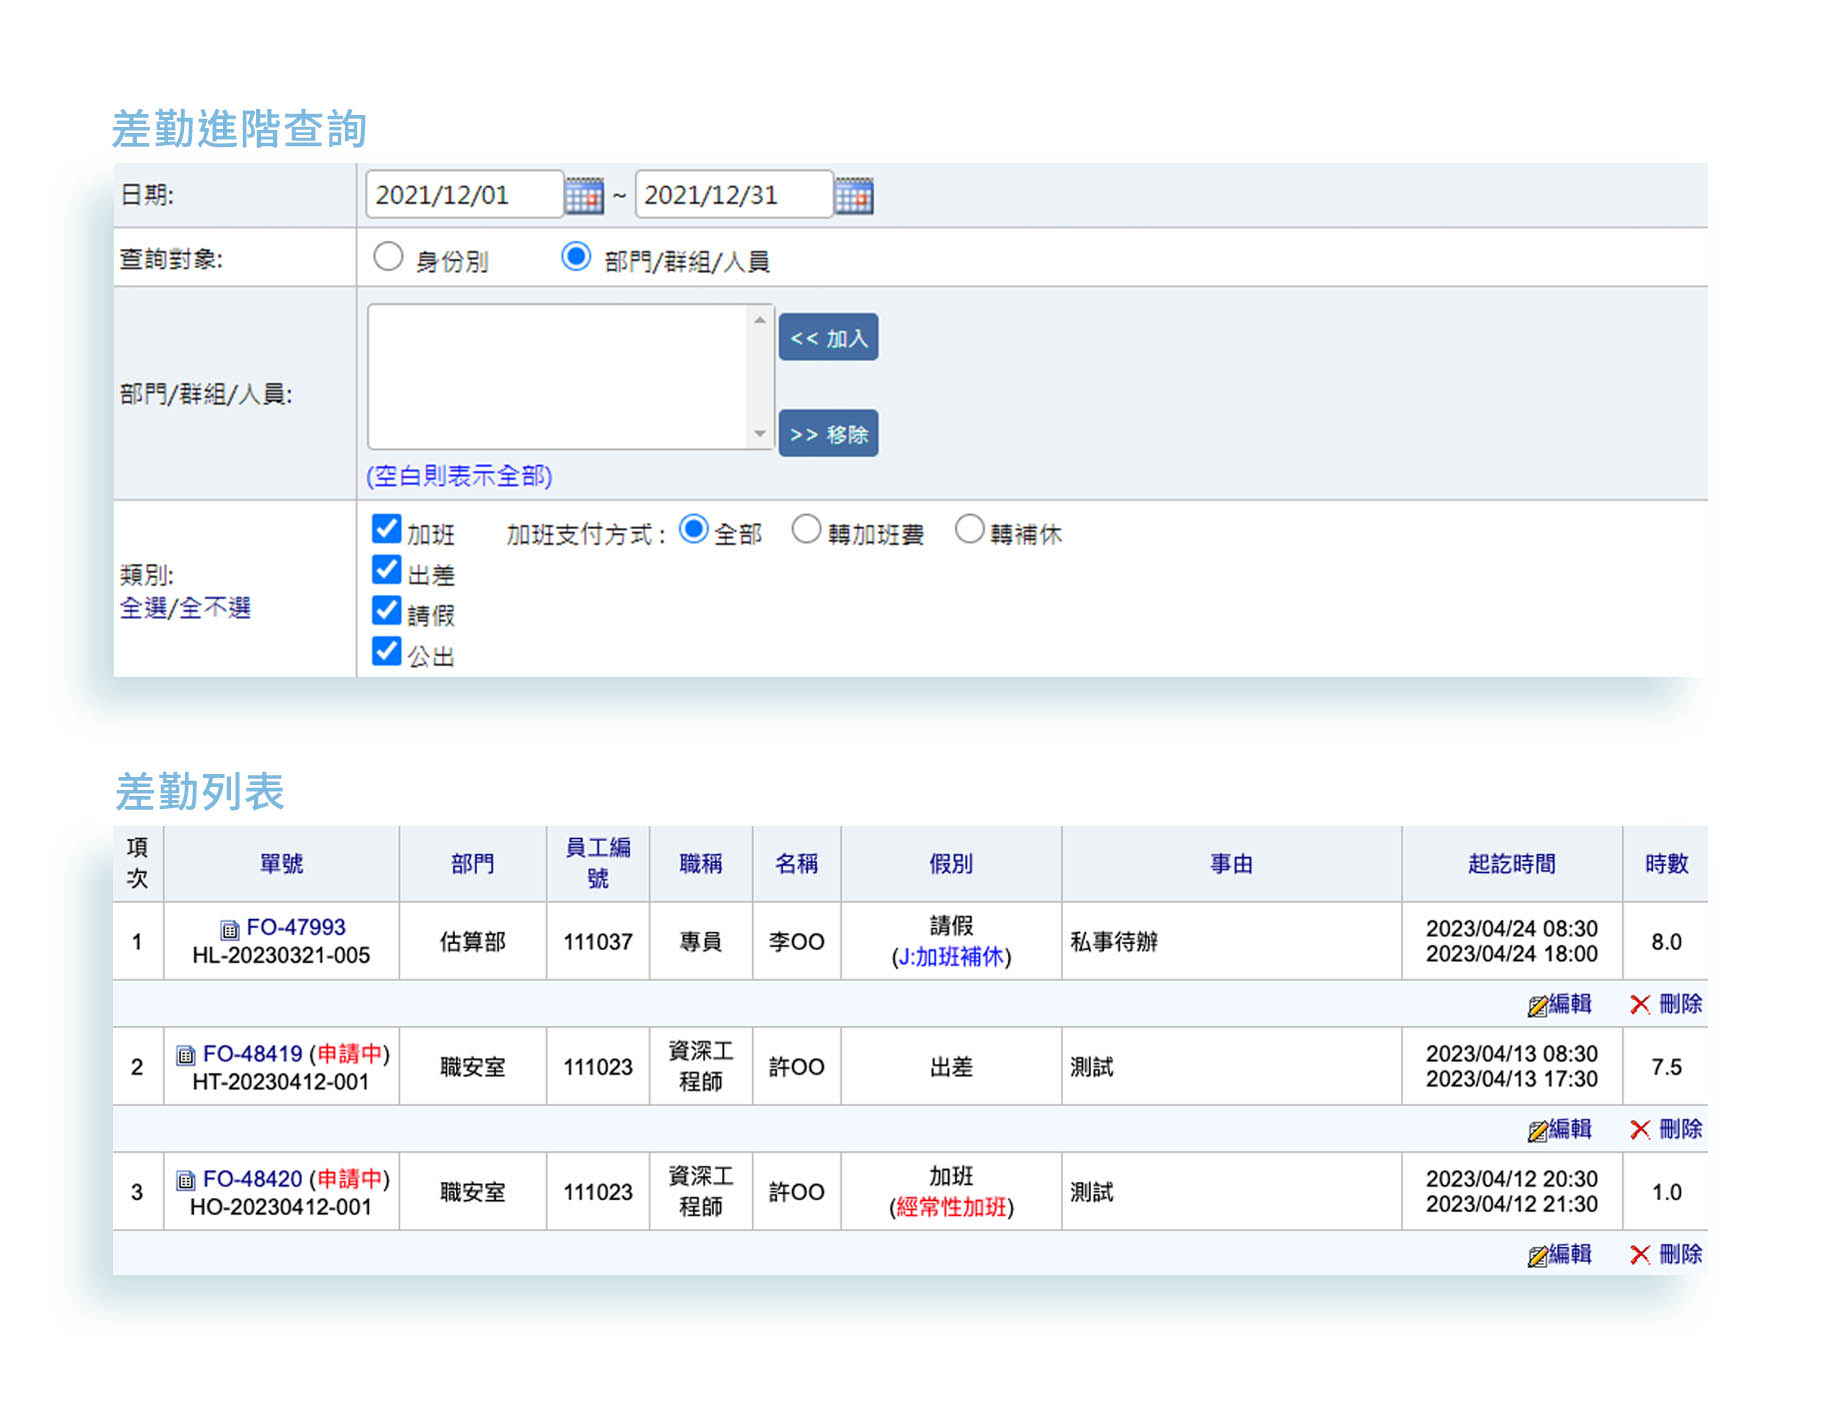 差勤進階查詢
日期: 2021/12/01 ~ 2021/12/31
查詢對象: 身份別 部門/群組/人員
部門/群組/人員: << 加入
>> 移除
(空白則表示全部)
類別:
全選/全不選
加班 加班支付方式 : 全部 轉加班費 轉補休
出差
請假
公出
差勤列表
項次 單號 部門 員工編號 職稱 名稱 假別 事由 起訖時間 時數
1 FO-47993 HL-20230321-005 估算部 111037 專員 李OO 請假 (J:加班補休) 私事待辦 2023/04/24 08:30 2023/04/24 18:00 8.0
編輯 刪除
2 FO-48419 (申請中) HT-20230412-001 職安室 111023 資深工程師 許OO 出差 測試 2023/04/13 08:30 2023/04/13 17:30 7.5
編輯 刪除
3 FO-48420 (申請中) HO-20230412-001 職安室 111023 資深工程師 許OO 加班 (經常性加班) 測試 2023/04/12 20:30 2023/04/12 21:30 1.0
編輯 刪除